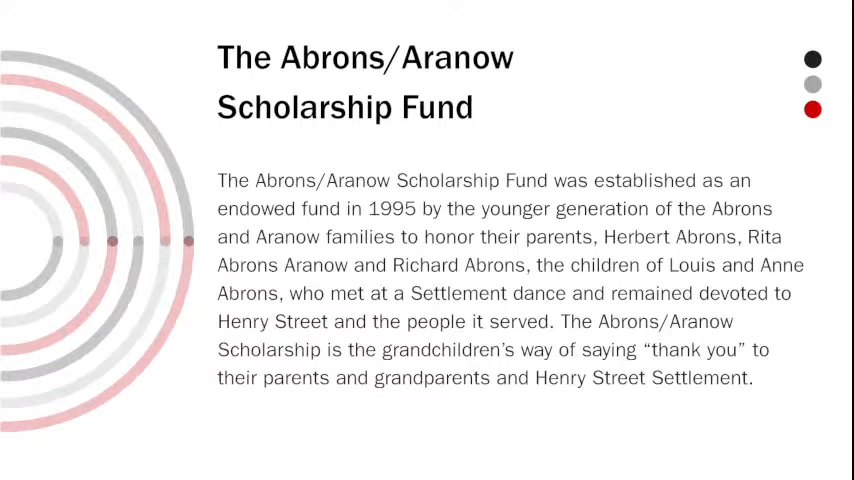 The Abrons/Aranow
Scholarship Fund
The Abrons/Aranow Scholarship Fund was established as an
endowed fund in 1995 by the younger generation of the Abrons
and Aranow families to honor their parents, Herbert Abrons, Rita
Abrons Aranow and Richard Abrons, the children of Louis and Anne
Abrons, who met at a Settlement dance and remained devoted to
Henry Street and the people it served. The Abrons/Aranow
Scholarship is the grandchildren’s way of saying “thank you” to
their parents and grandparents and Henry Street Settlement.